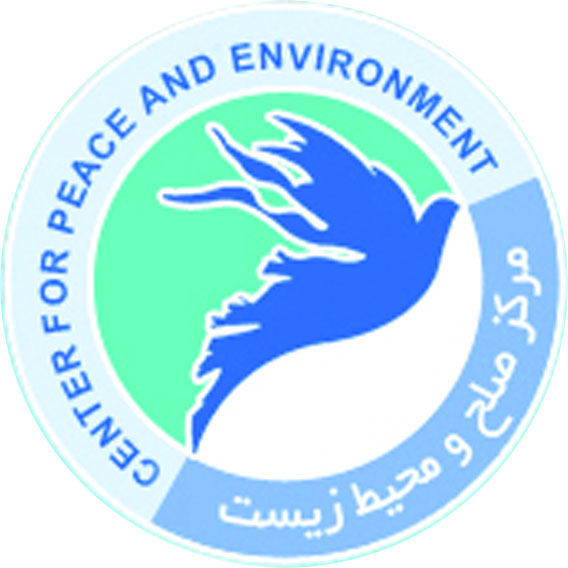 CENTER FOR PEACE AND ENVIRONMENT
مرکز صلح و محیط زیست